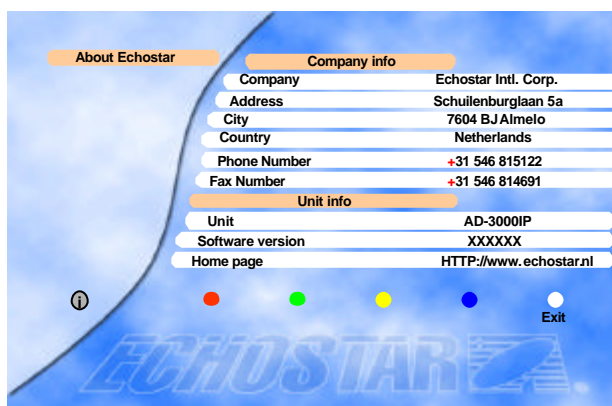 About Echostar
Company info
Company Echostar Intl. Corp.
Address Schuilenburglaan 5a
City 7604 BJ Almelo
Country Netherlands
Phone Number +31 546 815122
Fax Number +31 546 814691
Unit info
Unit AD-3000IP
Software version XXXXXX
Home page HTTP://www.echostar.nl
i
Exit
ECHOSTAR